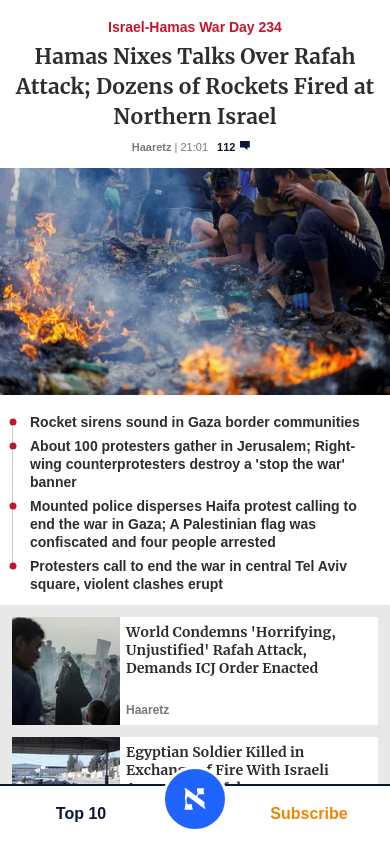 Israel-Hamas War Day 234
Hamas Nixes Talks Over Rafah
Attack; Dozens of Rockets Fired at
Northern Israel
Haaretz | 21:01 112
Rocket sirens sound in Gaza border communities
About 100 protesters gather in Jerusalem; Right-
wing counterprotesters destroy a 'stop the war'
banner
Mounted police disperses Haifa protest calling to
end the war in Gaza; A Palestinian flag was
confiscated and four people arrested
Protesters call to end the war in central Tel Aviv
square, violent clashes erupt
World Condemns 'Horrifying,
Unjustified' Rafah Attack,
Demands ICJ Order Enacted
Haaretz
Egyptian Soldier Killed in
Exchange of Fire With Israeli
Top 10
Subscribe